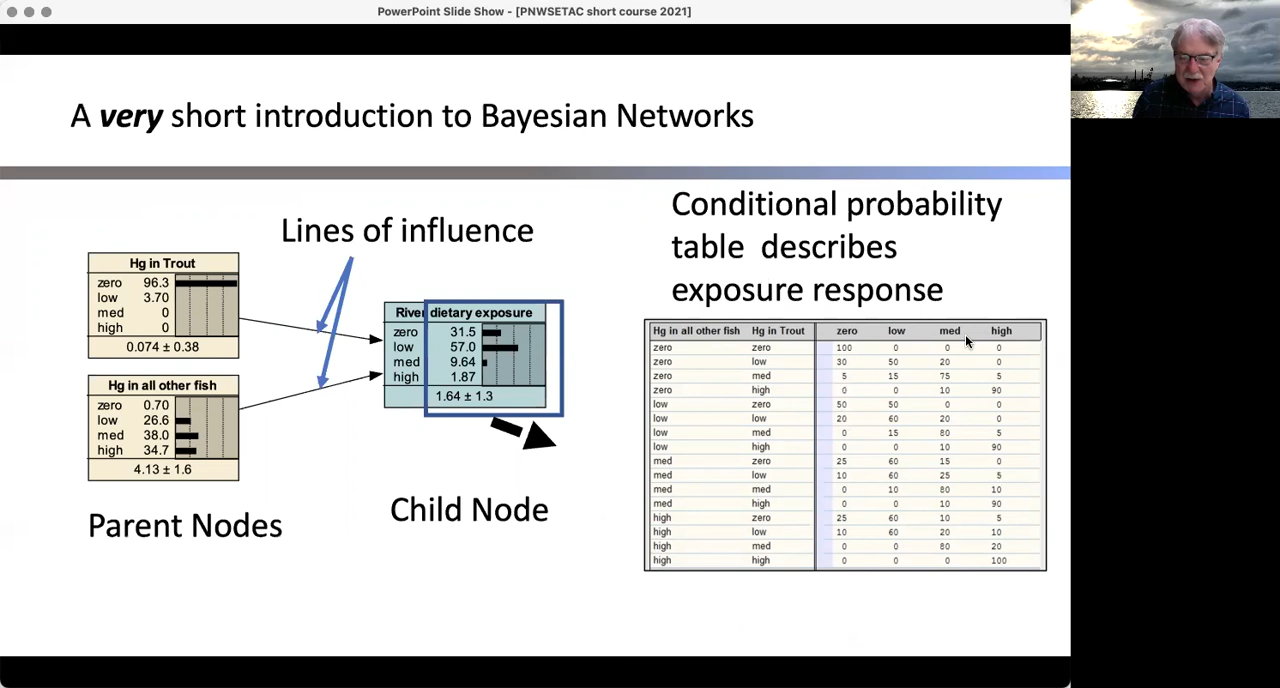 PowerPoint Slide Show - [PNWSETAC short course 2021]
A very short introduction to Bayesian Networks
Lines of influence
Conditional probability
table describes
exposure response
Hg in Trout
zero 96.3
low 3.70
med 0
high 0
0.074 ± 0.38
Hg in all other fish
zero 0.70
low 26.6
med 38.0
high 34.7
4.13 ± 1.6
Parent Nodes
River dietary exposure
zero 31.5
low 57.0
med 9.64
high 1.87
1.64 ± 1.3
Child Node
Hg in all other fish Hg in Trout zero low med high
zero zero 100 0 0 0
zero low 30 50 20 0
zero med 5 15 75 5
zero high 0 0 10 90
low zero 50 50 0 0
low low 20 60 20 0
low med 0 15 80 5
low high 0 0 10 90
med zero 25 60 15 0
med low 10 60 25 5
med med 0 10 80 10
med high 0 0 10 90
high zero 25 60 10 5
high low 10 60 20 10
high med 0 0 80 20
high high 0 0 0 100